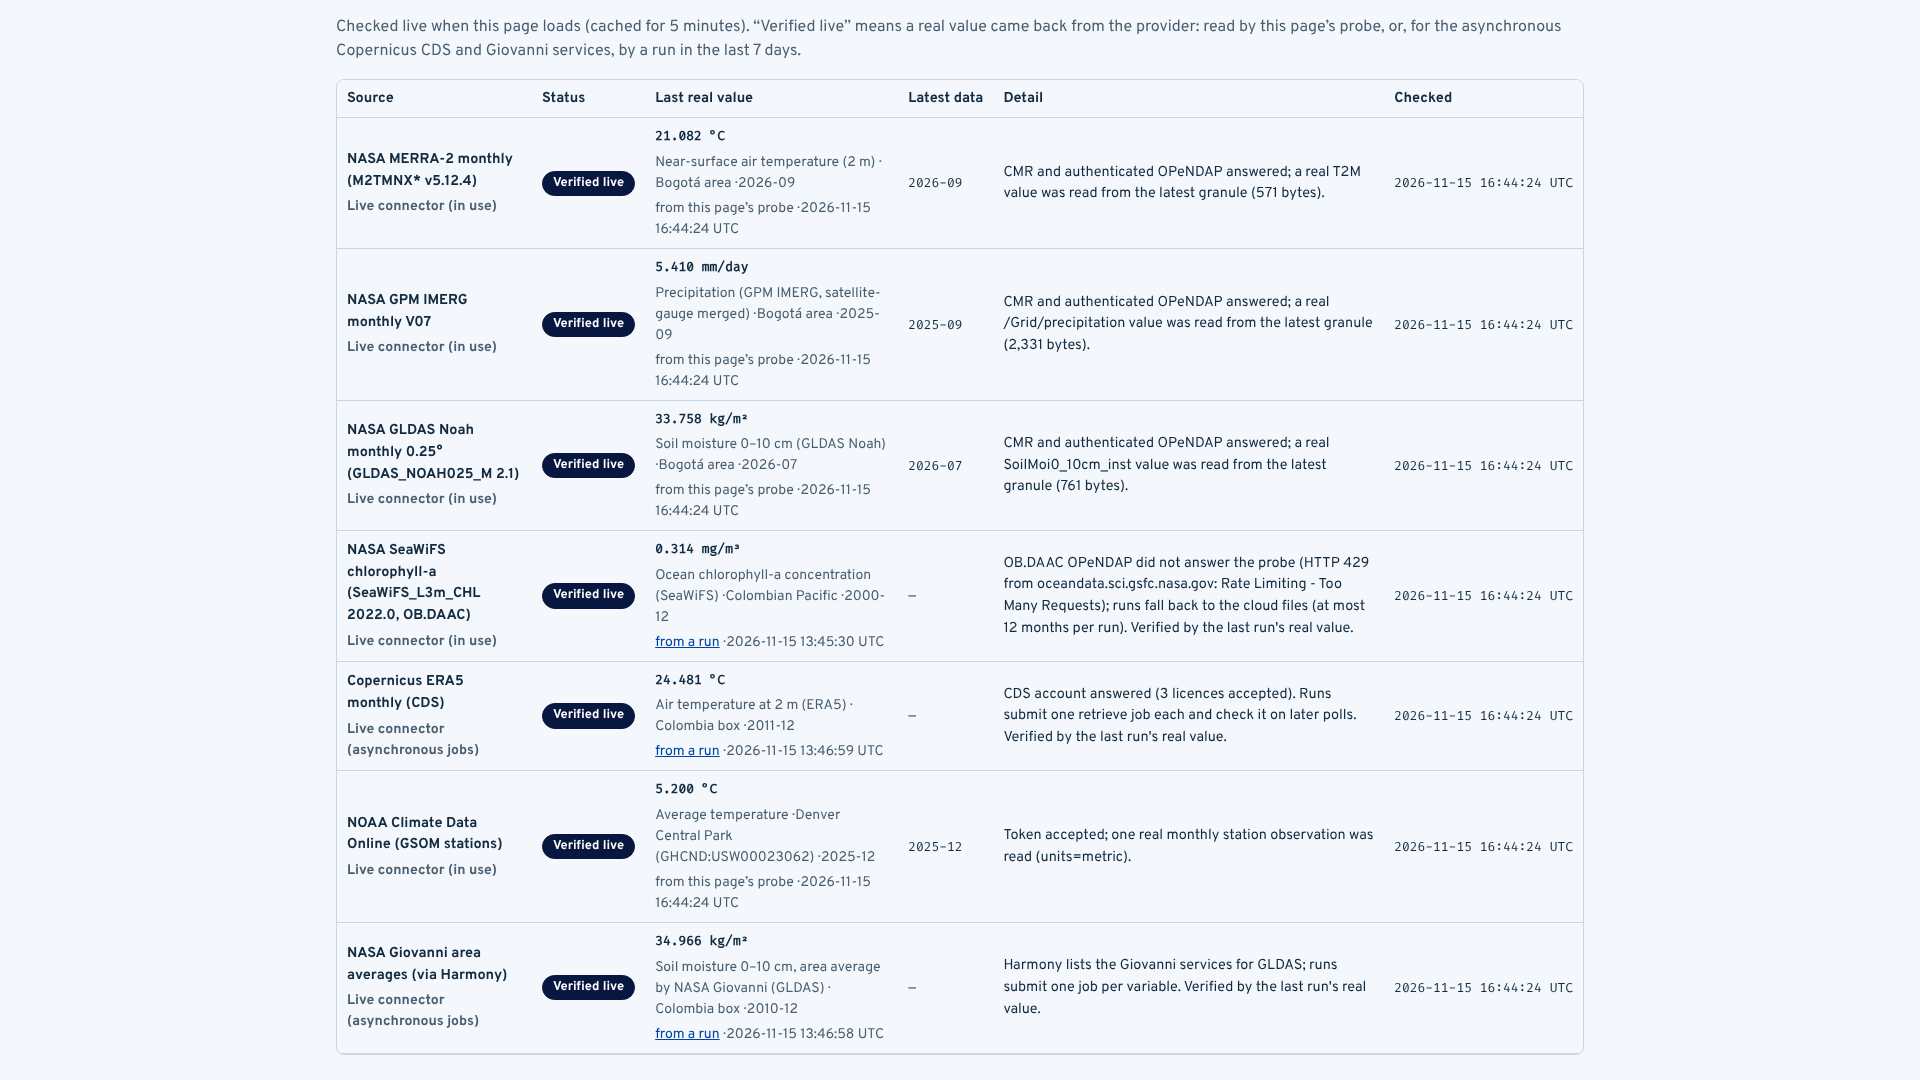 Checked live when this page loads (cached for 5 minutes). “Verified live” means a real value came back from the provider: read by this page’s probe, or, for the asynchronous
Copernicus CDS and Giovanni services, by a run in the last 7 days.
Source Status Last real value Latest data Detail Checked
NASA MERRA-2 monthly
(M2TMNX* v5.12.4)
Live connector (in use)
Verified live
21.082 °C
Near-surface air temperature (2 m) ·
Bogotá area ·2026-09
from this page’s probe ·2026-11-15
16:44:24 UTC
2026-09
CMR and authenticated OPeNDAP answered; a real T2M
value was read from the latest granule (571 bytes).
2026-11-15 16:44:24 UTC
NASA GPM IMERG
monthly V07
Live connector (in use)
Verified live
5.410 mm/day
Precipitation (GPM IMERG, satellite-
gauge merged) ·Bogotá area ·2025-
09
from this page’s probe ·2026-11-15
16:44:24 UTC
2025-09
CMR and authenticated OPeNDAP answered; a real
/Grid/precipitation value was read from the latest granule
(2,331 bytes).
2026-11-15 16:44:24 UTC
NASA GLDAS Noah
monthly 0.25°
(GLDAS_NOAH025_M 2.1)
Live connector (in use)
Verified live
33.758 kg/m²
Soil moisture 0–10 cm (GLDAS Noah)
·Bogotá area ·2026-07
from this page’s probe ·2026-11-15
16:44:24 UTC
2026-07
CMR and authenticated OPeNDAP answered; a real
SoilMoi0_10cm_inst value was read from the latest
granule (761 bytes).
2026-11-15 16:44:24 UTC
NASA SeaWiFS
chlorophyll-a
(SeaWiFS_L3m_CHL
2022.0, OB.DAAC)
Live connector (in use)
Verified live
0.314 mg/m³
Ocean chlorophyll-a concentration
(SeaWiFS) ·Colombian Pacific ·2000-
12
from a run ·2026-11-15 13:45:30 UTC
—
OB.DAAC OPeNDAP did not answer the probe (HTTP 429
from oceandata.sci.gsfc.nasa.gov: Rate Limiting - Too
Many Requests); runs fall back to the cloud files (at most
12 months per run). Verified by the last run's real value.
2026-11-15 16:44:24 UTC
Copernicus ERA5
monthly (CDS)
Live connector
(asynchronous jobs)
Verified live
24.481 °C
Air temperature at 2 m (ERA5) ·
Colombia box ·2011-12
from a run ·2026-11-15 13:46:59 UTC
—
CDS account answered (3 licences accepted). Runs
submit one retrieve job each and check it on later polls.
Verified by the last run's real value.
2026-11-15 16:44:24 UTC
NOAA Climate Data
Online (GSOM stations)
Live connector (in use)
Verified live
5.200 °C
Average temperature ·Denver
Central Park
(GHCND:USW00023062) ·2025-12
from this page’s probe ·2026-11-15
16:44:24 UTC
2025-12
Token accepted; one real monthly station observation was
read (units=metric).
2026-11-15 16:44:24 UTC
NASA Giovanni area
averages (via Harmony)
Live connector
(asynchronous jobs)
Verified live
34.966 kg/m²
Soil moisture 0–10 cm, area average
by NASA Giovanni (GLDAS) ·
Colombia box ·2010-12
from a run ·2026-11-15 13:46:58 UTC
—
Harmony lists the Giovanni services for GLDAS; runs
submit one job per variable. Verified by the last run's real
value.
2026-11-15 16:44:24 UTC